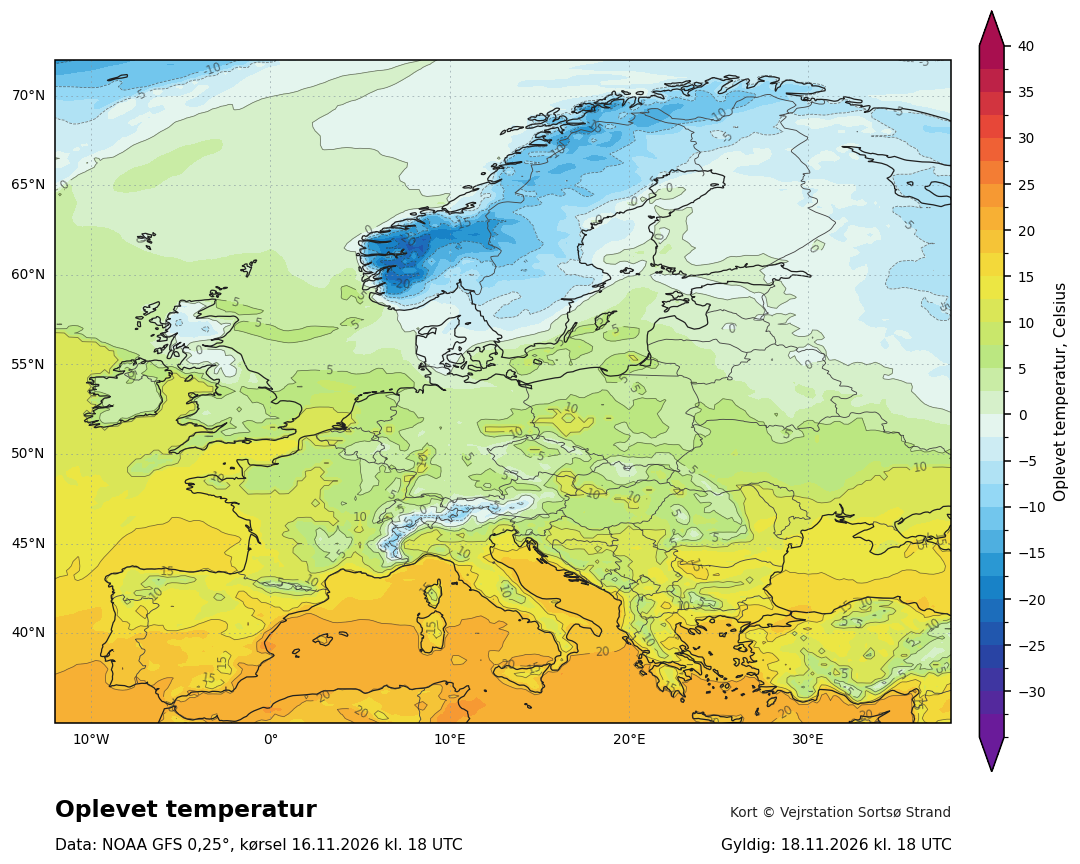 40
35
30
25
20
15
10
5
0
−5
−10
−15
−20
−25
−30
Oplevet temperatur, Celsius
70°N
65°N
60°N
55°N
50°N
45°N
40°N
10°W 0° 10°E 20°E 30°E
Oplevet temperatur
Kort © Vejrstation Sortsø Strand
Data: NOAA GFS 0,25°, kørsel 16.11.2026 kl. 18 UTC
Gyldig: 18.11.2026 kl. 18 UTC